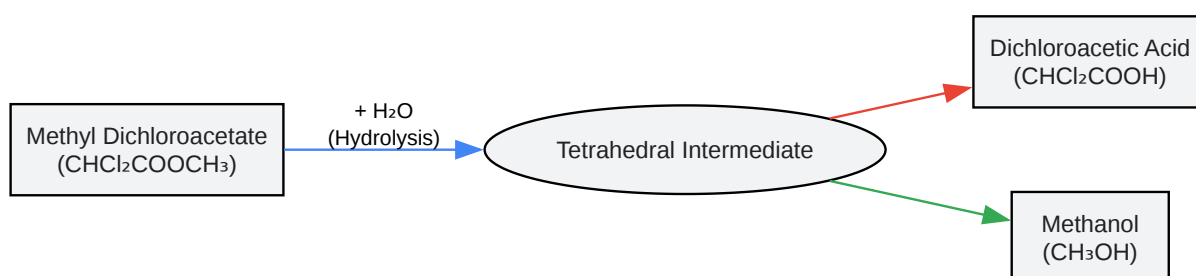 Methyl Dichloroacetate
(CHCl₂COOCH₃)
+ H₂O
(Hydrolysis)
Tetrahedral Intermediate
Dichloroacetic Acid
(CHCl₂COOH)
Methanol
(CH₃OH)